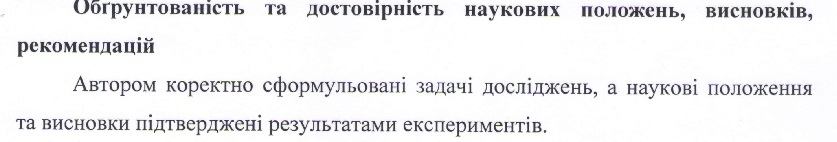 Обґрунтованість та достовірність наукових положень, висновків,
рекомендацій
Автором коректно сформульовані задачі досліджень, а наукові положення
та висновки підтверджені результатами експериментів.